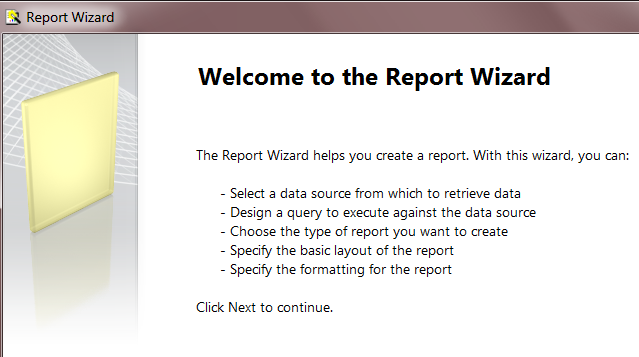 Report Wizard
Welcome to the Report Wizard
The Report Wizard helps you create a report. With this wizard, you can:
- Select a data source from which to retrieve data
- Design a query to execute against the data source
- Choose the type of report you want to create
- Specify the basic layout of the report
- Specify the formatting for the report
Click Next to continue.